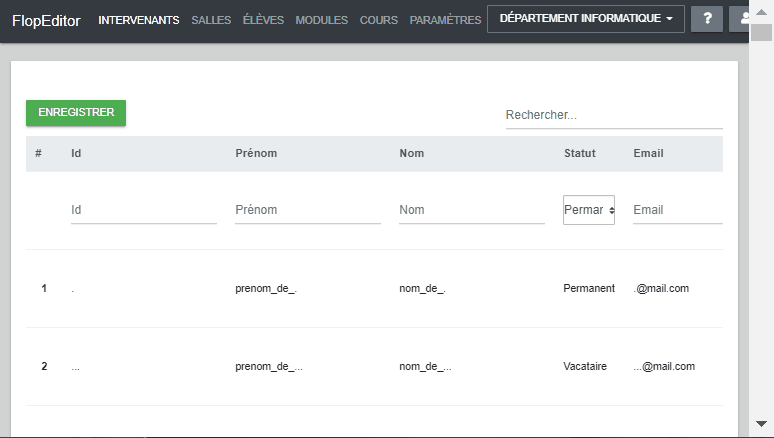 FlopEditor INTERVENANTS SALLES ÉLÈVES MODULES COURS PARAMÈTRES DÉPARTEMENT INFORMATIQUE ?
ENREGISTRER Rechercher...
# Id Prénom Nom Statut Email
Id Prénom Nom Permar Email
1 . prenom_de_. nom_de_. Permanent .@mail.com
2 ... prenom_de_... nom_de_... Vacataire ...@mail.com